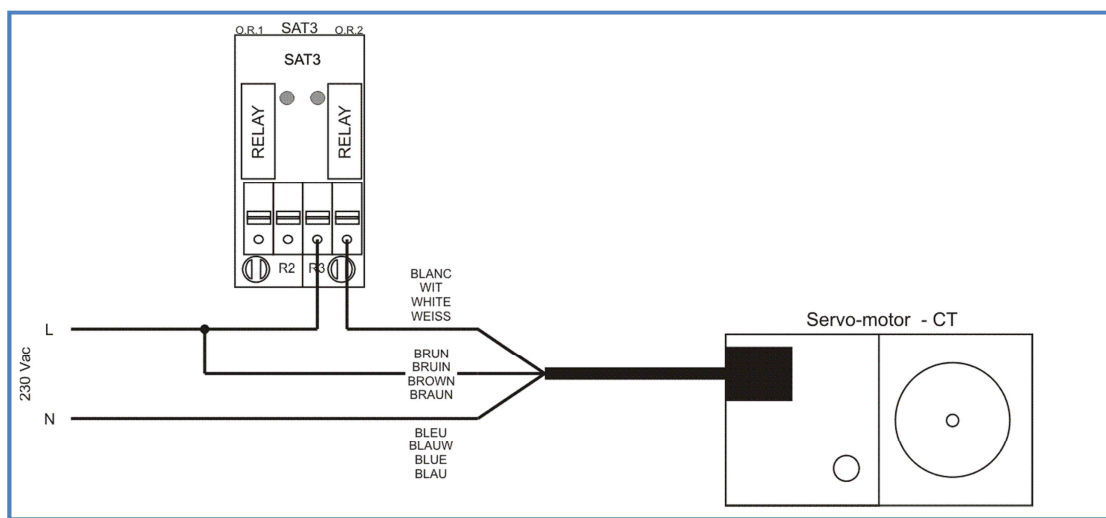 O.R.1 SAT3 O.R.2
SAT3
RELAY
RELAY
R2 R3
BLANC
WIT
WHITE
WEISS
L
BRUN
BRUIN
BROWN
BRAUN
230 Vac
N
BLEU
BLAUW
BLUE
BLAU
Servo-motor - CT